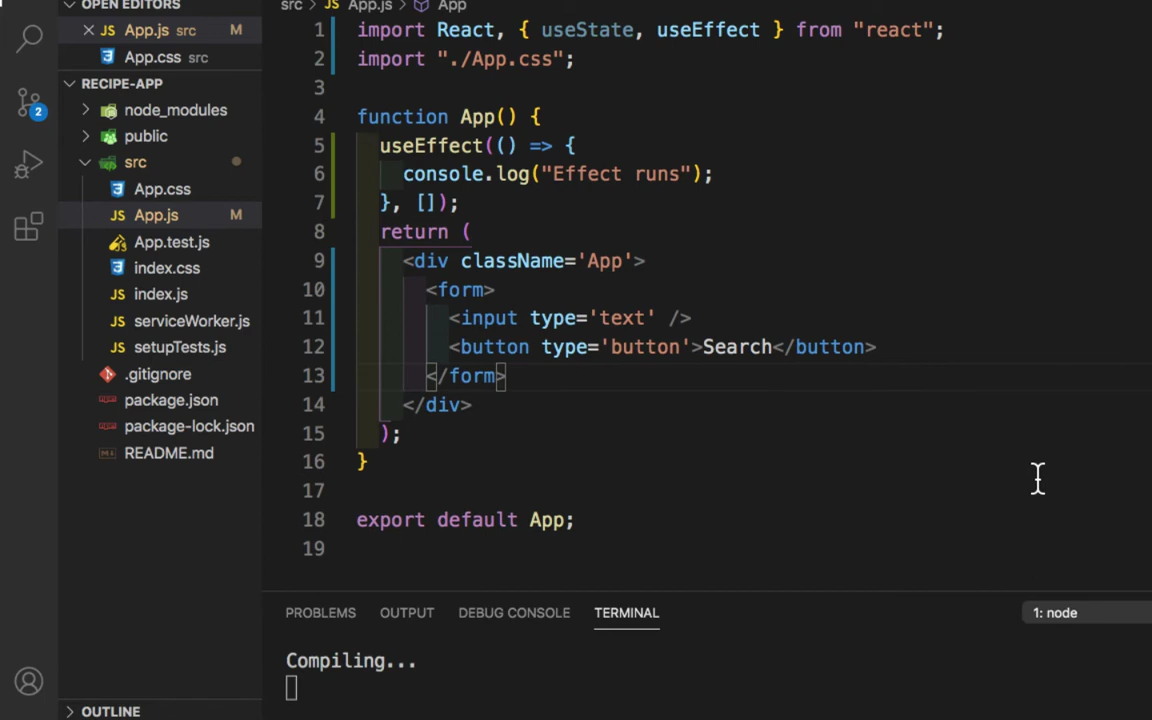 OPEN EDITORS
JS App.js src M
App.css src
RECIPE-APP
node_modules
public
src
App.css
JS App.js M
App.test.js
index.css
JS index.js
JS serviceWorker.js
JS setupTests.js
.gitignore
package.json
package-lock.json
README.md
OUTLINE
2
src > JS App.js > App
1 import React, { useState, useEffect } from "react";
2 import "./App.css";
3
4 function App() {
5 useEffect(() => {
6 console.log("Effect runs");
7 }, []);
8 return (
9 <div className='App'>
10 <form>
11 <input type='text' />
12 <button type='button'>Search</button>
13 </form>
14 </div>
15 );
16 }
17
18 export default App;
19
PROBLEMS OUTPUT DEBUG CONSOLE TERMINAL 1: node
Compiling...